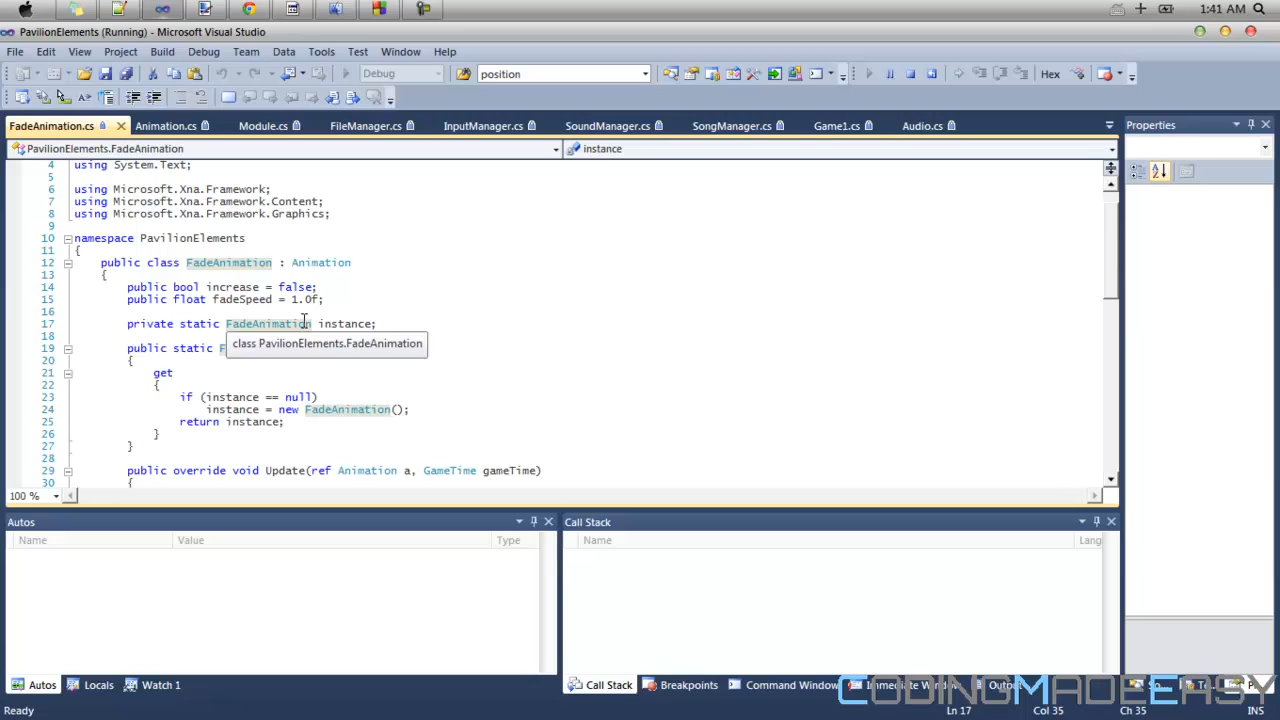 1:41 AM
PavilionElements (Running) - Microsoft Visual Studio
File Edit View Project Build Debug Team Data Tools Test Window Help
Debug position Hex
FadeAnimation.cs Animation.cs Module.cs FileManager.cs InputManager.cs SoundManager.cs SongManager.cs Game1.cs Audio.cs Properties
PavilionElements.FadeAnimation instance
4 using System.Text;
5
6 using Microsoft.Xna.Framework;
7 using Microsoft.Xna.Framework.Content;
8 using Microsoft.Xna.Framework.Graphics;
9
10 namespace PavilionElements
11 {
12 public class FadeAnimation : Animation
13 {
14 public bool increase = false;
15 public float fadeSpeed = 1.0f;
16
17 private static FadeAnimation instance;
18 class PavilionElements.FadeAnimation
19 public static F
20 {
21 get
22 {
23 if (instance == null)
24 instance = new FadeAnimation();
25 return instance;
26 }
27 }
28
29 public override void Update(ref Animation a, GameTime gameTime)
30 {
100 %
Autos Call Stack
Name Value Type Name Lang
Autos Locals Watch 1 Call Stack Breakpoints Command Window Immediate Window Output
CODINGMADEEASY
Ready Ln 17 Col 35 Ch 35 INS